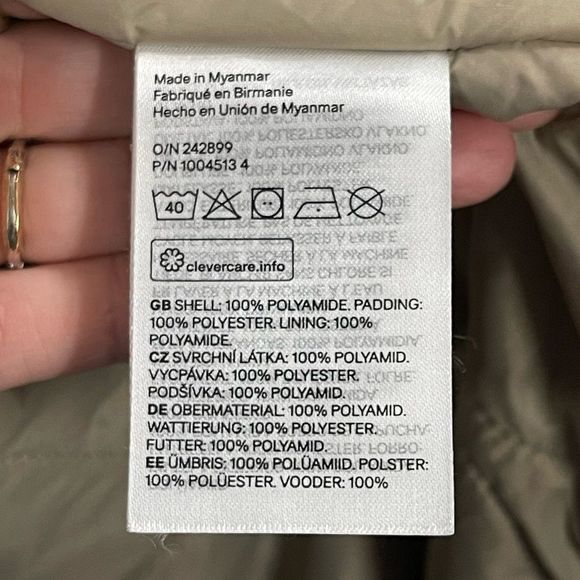 Made in Myanmar
Fabriqué en Birmanie
Hecho en Unión de Myanmar
O/N 242899
P/N 1004513 4
40
clevercare.info
GB SHELL: 100% POLYAMIDE. PADDING:
100% POLYESTER. LINING: 100%
POLYAMIDE.
CZ SVRCHNÍ LÁTKA: 100% POLYAMID.
VYCPÁVKA: 100% POLYESTER.
PODŠÍVKA: 100% POLYAMID.
DE OBERMATERIAL: 100% POLYAMID.
WATTIERUNG: 100% POLYESTER.
FUTTER: 100% POLYAMID.
EE ÜMBRIS: 100% POLÜAMIID. POLSTER:
100% POLÜESTER. VOODER: 100%